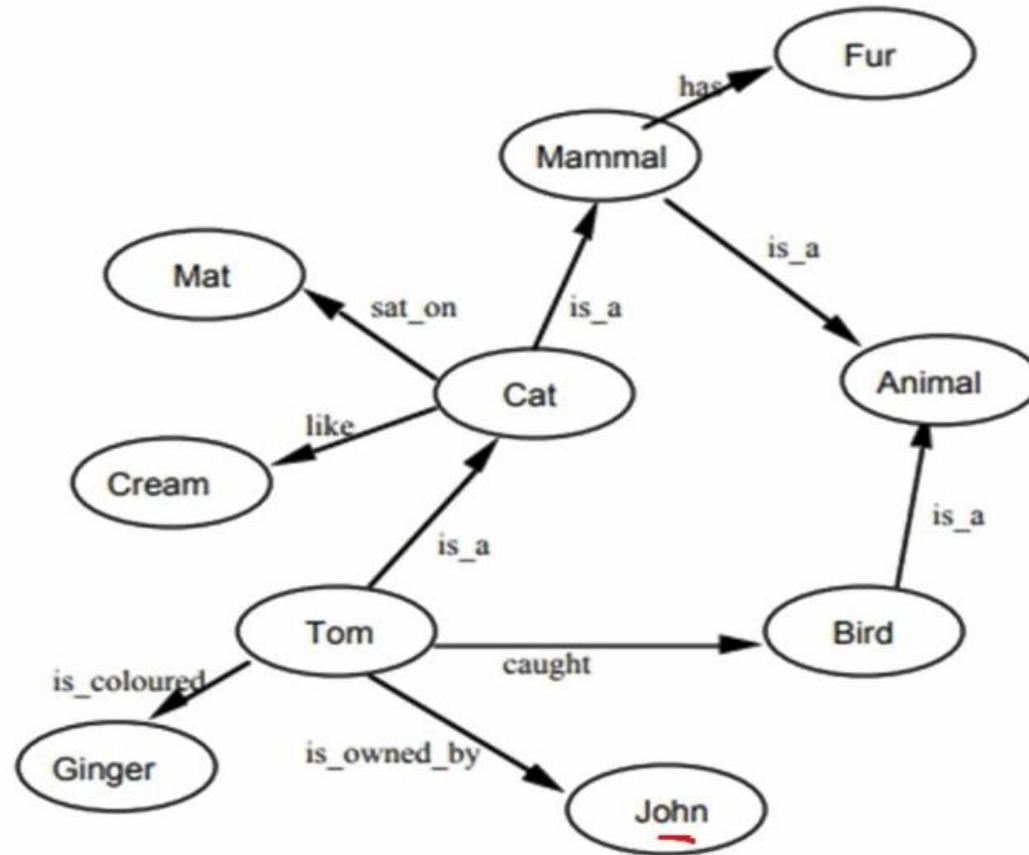 Fur
has
Mammal
is_a
Mat
sat_on
is_a
Animal
Cat
like
Cream
is_a
is_a
Tom
Bird
caught
is_coloured
is_owned_by
Ginger
John